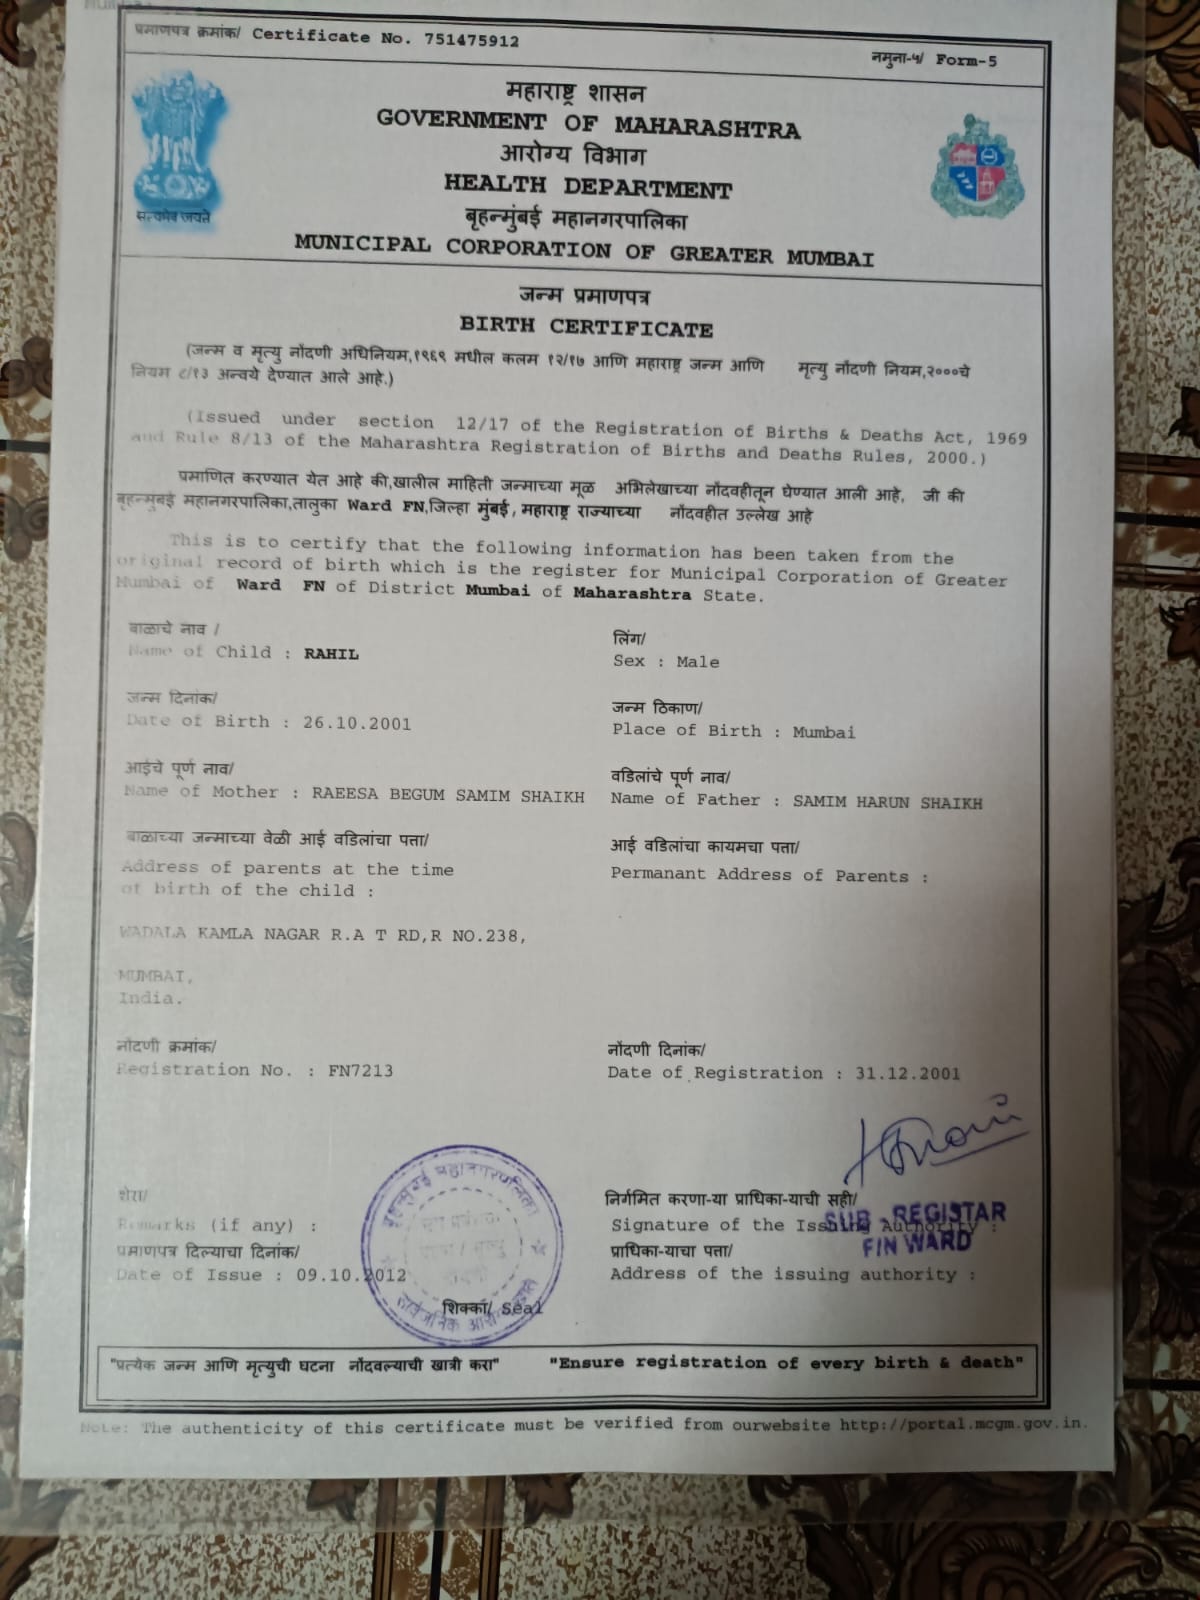 प्रमाणपत्र क्रमांक/ Certificate No. 751475912
नमुना-५/ Form-5
महाराष्ट्र शासन
GOVERNMENT OF MAHARASHTRA
आरोग्य विभाग
HEALTH DEPARTMENT
बृहन्मुंबई महानगरपालिका
MUNICIPAL CORPORATION OF GREATER MUMBAI
सत्यमेव जयते
जन्म प्रमाणपत्र
BIRTH CERTIFICATE
(जन्म व मृत्यु नोंदणी अधिनियम,१९६९ मधील कलम १२/१७ आणि महाराष्ट्र जन्म आणि मृत्यु नोंदणी नियम,२०००चे
नियम ८/१३ अन्वये देण्यात आले आहे.)
(Issued under section 12/17 of the Registration of Births & Deaths Act, 1969
and Rule 8/13 of the Maharashtra Registration of Births and Deaths Rules, 2000.)
प्रमाणित करण्यात येत आहे की,खालील माहिती जन्माच्या मूळ अभिलेखाच्या नोंदवहीतून घेण्यात आली आहे, जी की
बृहन्मुंबई महानगरपालिका,तालुका Ward FN,जिल्हा मुंबई, महाराष्ट्र राज्याच्या नोंदवहीत उल्लेख आहे
This is to certify that the following information has been taken from the
original record of birth which is the register for Municipal Corporation of Greater
Mumbai of Ward FN of District Mumbai of Maharashtra State.
बाळाचे नाव /
Name of Child : RAHIL
लिंग/
Sex : Male
जन्म दिनांक/
Date of Birth : 26.10.2001
जन्म ठिकाण/
Place of Birth : Mumbai
आईचे पूर्ण नाव/
Name of Mother : RAEESA BEGUM SAMIM SHAIKH
वडिलांचे पूर्ण नाव/
Name of Father : SAMIM HARUN SHAIKH
बाळाच्या जन्माच्या वेळी आई वडिलांचा पत्ता/
Address of parents at the time
of birth of the child :
आई वडिलांचा कायमचा पत्ता/
Permanant Address of Parents :
WADALA KAMLA NAGAR R.A T RD,R NO.238,
MUMBAI,
India.
नोंदणी क्रमांक/
Registration No. : FN7213
नोंदणी दिनांक/
Date of Registration : 31.12.2001
शेरा/
Remarks (if any) :
प्रमाणपत्र दिल्याचा दिनांक/
Date of Issue : 09.10.2012
बृहन्मुंबई महानगरपालिका
सार्वजनिक
शिक्का/ Seal
निर्गमित करणा-या प्राधिका-याची सही/
Signature of the Issuing Authority :
SUB - REGISTAR
F/N WARD
प्राधिका-याचा पत्ता/
Address of the issuing authority :
"प्रत्येक जन्म आणि मृत्युची घटना नोंदवल्याची खात्री करा" "Ensure registration of every birth & death"
Note: The authenticity of this certificate must be verified from ourwebsite http://portal.mcgm.gov.in.